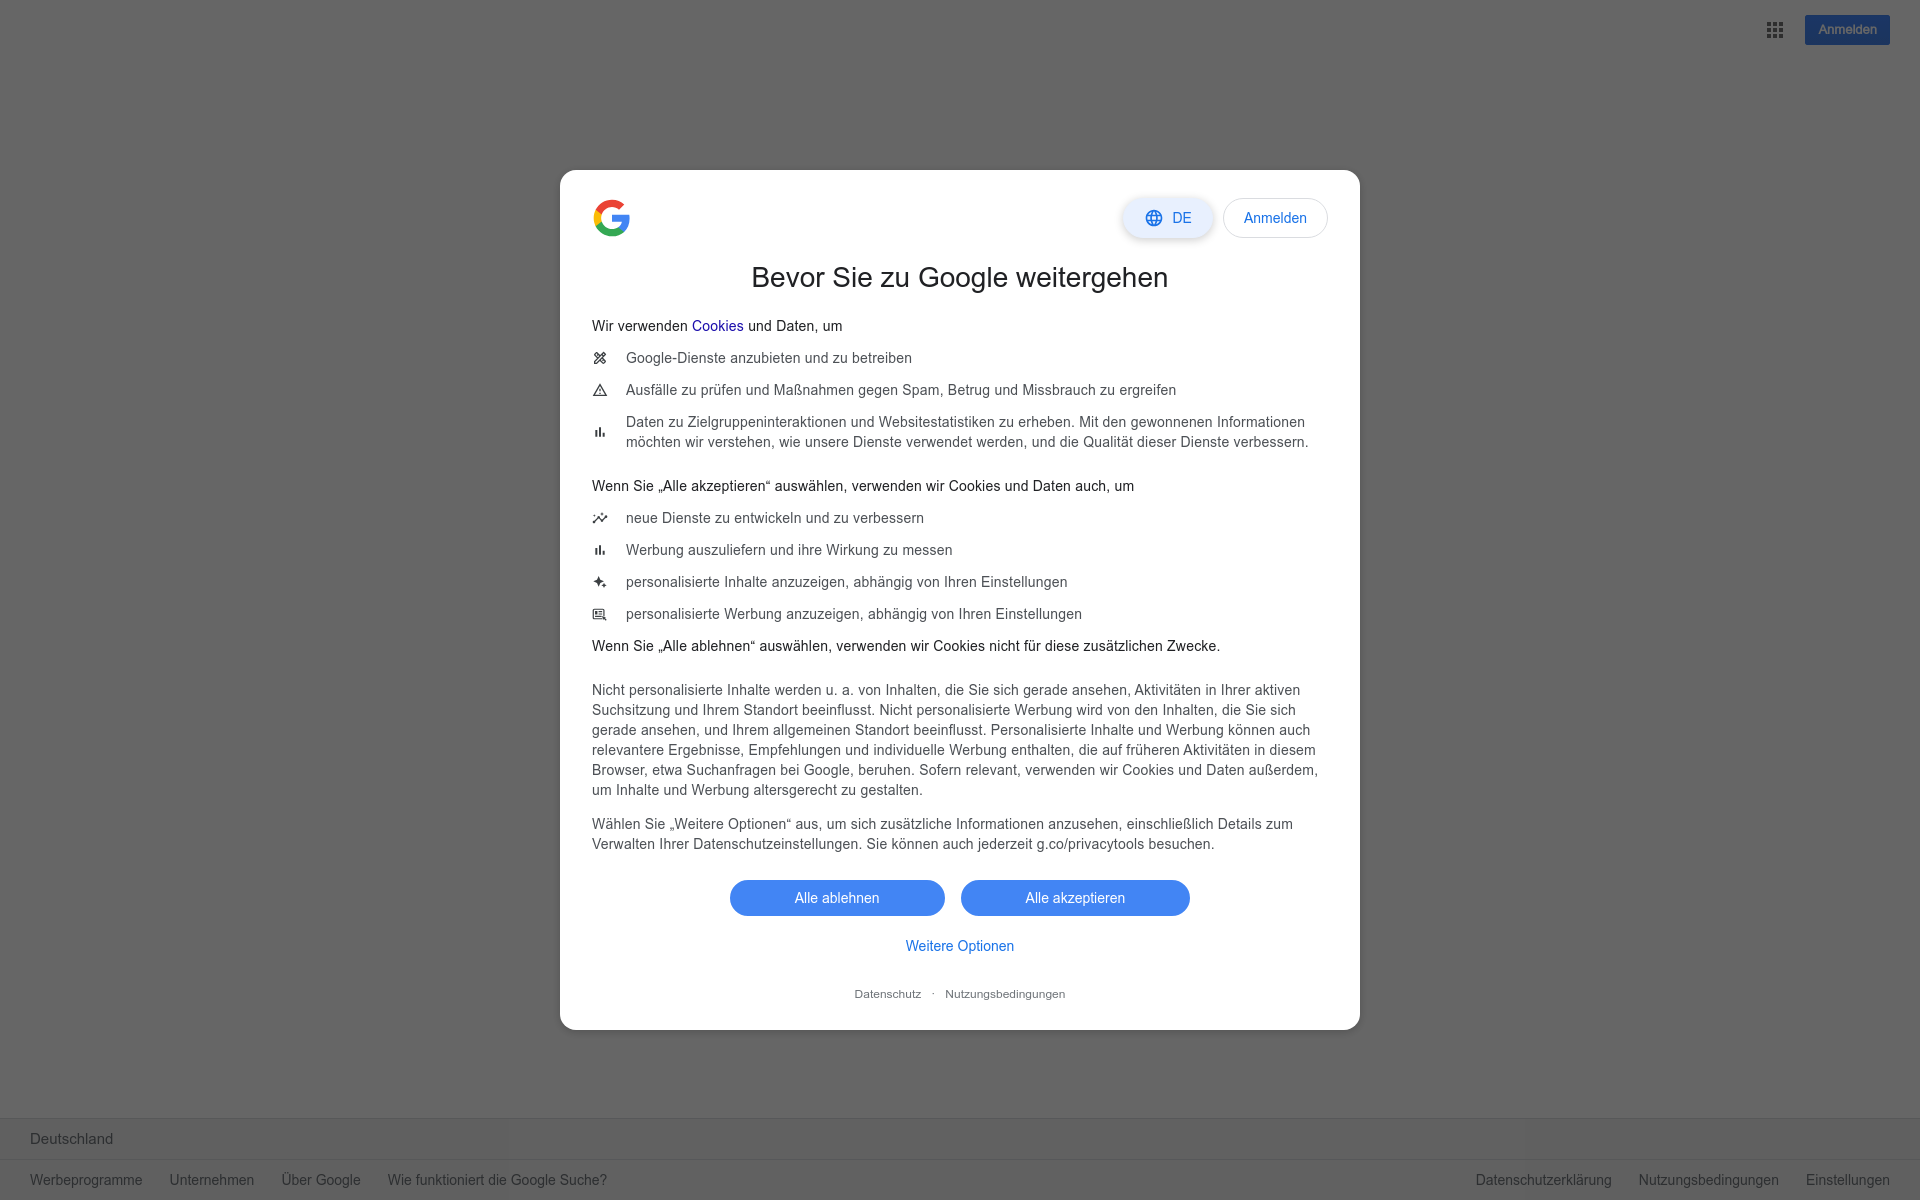 Anmelden
DE
Anmelden
Bevor Sie zu Google weitergehen
Wir verwenden Cookies und Daten, um
Google-Dienste anzubieten und zu betreiben
Ausfälle zu prüfen und Maßnahmen gegen Spam, Betrug und Missbrauch zu ergreifen
Daten zu Zielgruppeninteraktionen und Websitestatistiken zu erheben. Mit den gewonnenen Informationen
möchten wir verstehen, wie unsere Dienste verwendet werden, und die Qualität dieser Dienste verbessern.
Wenn Sie „Alle akzeptieren“ auswählen, verwenden wir Cookies und Daten auch, um
neue Dienste zu entwickeln und zu verbessern
Werbung auszuliefern und ihre Wirkung zu messen
personalisierte Inhalte anzuzeigen, abhängig von Ihren Einstellungen
personalisierte Werbung anzuzeigen, abhängig von Ihren Einstellungen
Wenn Sie „Alle ablehnen“ auswählen, verwenden wir Cookies nicht für diese zusätzlichen Zwecke.
Nicht personalisierte Inhalte werden u. a. von Inhalten, die Sie sich gerade ansehen, Aktivitäten in Ihrer aktiven
Suchsitzung und Ihrem Standort beeinflusst. Nicht personalisierte Werbung wird von den Inhalten, die Sie sich
gerade ansehen, und Ihrem allgemeinen Standort beeinflusst. Personalisierte Inhalte und Werbung können auch
relevantere Ergebnisse, Empfehlungen und individuelle Werbung enthalten, die auf früheren Aktivitäten in diesem
Browser, etwa Suchanfragen bei Google, beruhen. Sofern relevant, verwenden wir Cookies und Daten außerdem,
um Inhalte und Werbung altersgerecht zu gestalten.
Wählen Sie „Weitere Optionen“ aus, um sich zusätzliche Informationen anzusehen, einschließlich Details zum
Verwalten Ihrer Datenschutzeinstellungen. Sie können auch jederzeit g.co/privacytools besuchen.
Alle ablehnen Alle akzeptieren
Weitere Optionen
Datenschutz · Nutzungsbedingungen
Deutschland
Werbeprogramme Unternehmen Über Google Wie funktioniert die Google Suche? Datenschutzerklärung Nutzungsbedingungen Einstellungen